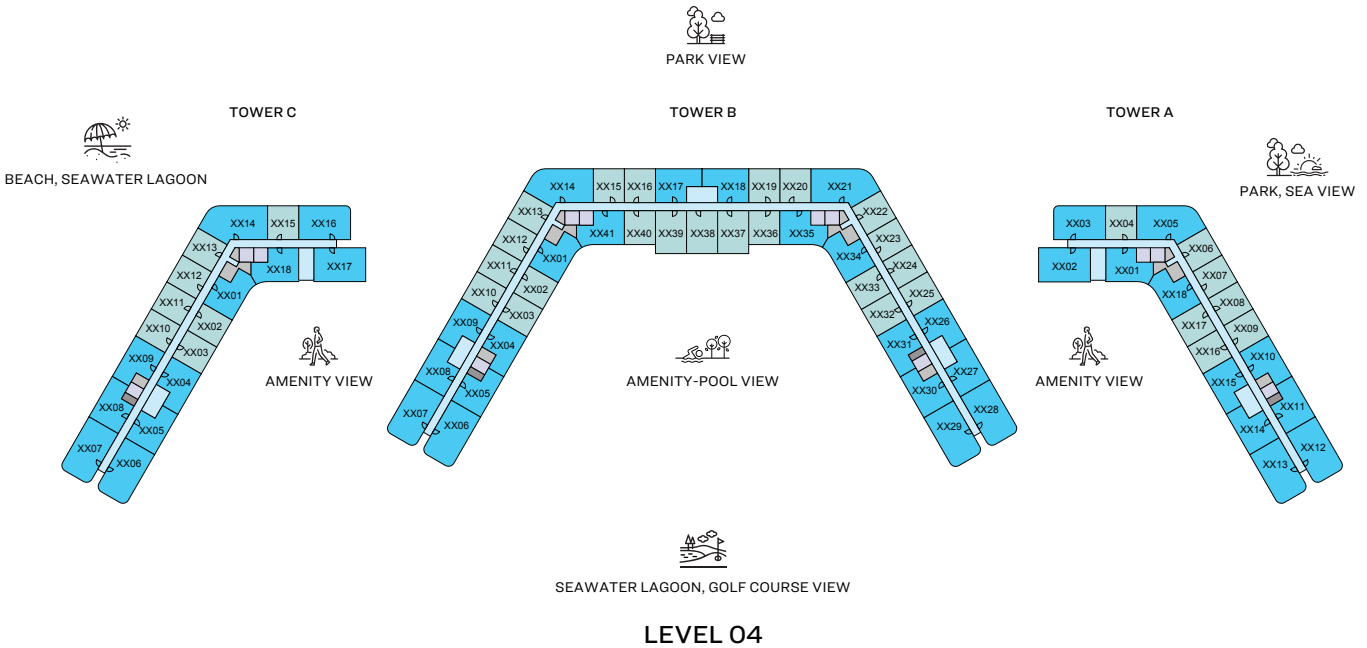 PARK VIEW
TOWER C
TOWER B
TOWER A
BEACH, SEAWATER LAGOON
PARK, SEA VIEW
XX14
XX15
XX16
XX13
XX12
XX11
XX10
XX09
XX08
XX07
XX18
XX17
XX01
XX02
XX03
XX04
XX05
XX06
XX14
XX15
XX16
XX17
XX18
XX19
XX20
XX21
XX13
XX12
XX11
XX10
XX09
XX08
XX07
XX41
XX40
XX39
XX38
XX37
XX36
XX35
XX01
XX02
XX03
XX04
XX05
XX06
XX22
XX23
XX24
XX25
XX26
XX27
XX28
XX34
XX33
XX32
XX31
XX30
XX29
XX03
XX04
XX05
XX02
XX01
XX06
XX07
XX08
XX09
XX10
XX11
XX12
XX18
XX17
XX16
XX15
XX14
XX13
AMENITY VIEW
AMENITY-POOL VIEW
AMENITY VIEW
SEAWATER LAGOON, GOLF COURSE VIEW
LEVEL 04